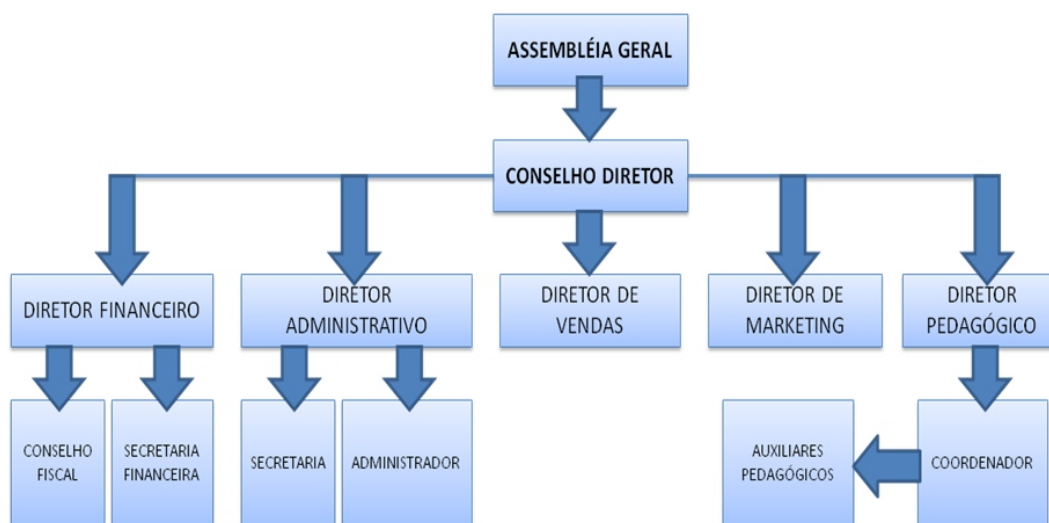 ASSEMBLÉIA GERAL
CONSELHO DIRETOR
DIRETOR FINANCEIRO
DIRETOR
ADMINISTRATIVO
DIRETOR DE
VENDAS
DIRETOR DE
MARKETING
DIRETOR
PEDAGÓGICO
CONSELHO
FISCAL
SECRETARIA
FINANCEIRA
SECRETARIA
ADMINISTRADOR
AUXILIARES
PEDAGÓGICOS
COORDENADOR